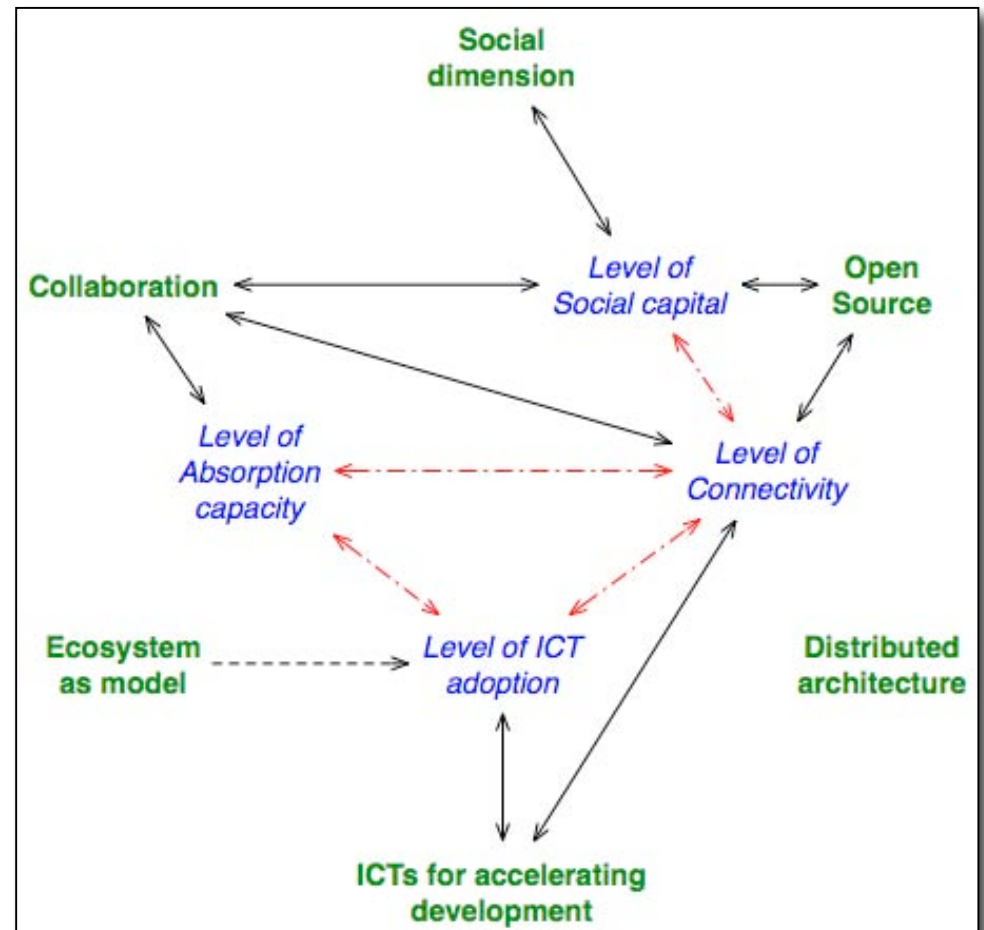 Social
dimension
Collaboration
Level of
Social capital
Open
Source
Level of
Absorption
capacity
Level of
Connectivity
Ecosystem
as model
Level of ICT
adoption
Distributed
architecture
ICTs for accelerating
development